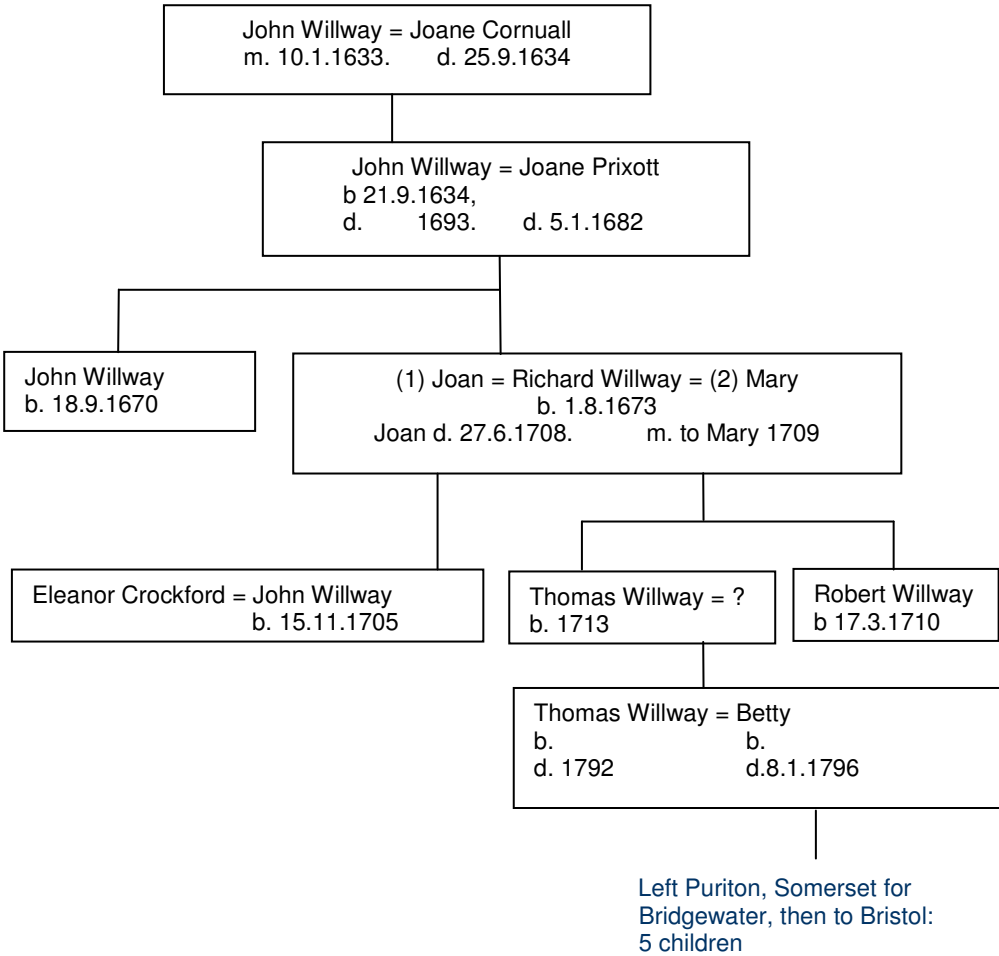 John Willway = Joane Cornuall
m. 10.1.1633. d. 25.9.1634
John Willway = Joane Prixott
b 21.9.1634,
d. 1693. d. 5.1.1682
John Willway
b. 18.9.1670
(1) Joan = Richard Willway = (2) Mary
b. 1.8.1673
Joan d. 27.6.1708. m. to Mary 1709
Eleanor Crockford = John Willway
b. 15.11.1705
Thomas Willway = ?
b. 1713
Robert Willway
b 17.3.1710
Thomas Willway = Betty
b. b.
d. 1792 d.8.1.1796
Left Puriton, Somerset for
Bridgewater, then to Bristol:
5 children